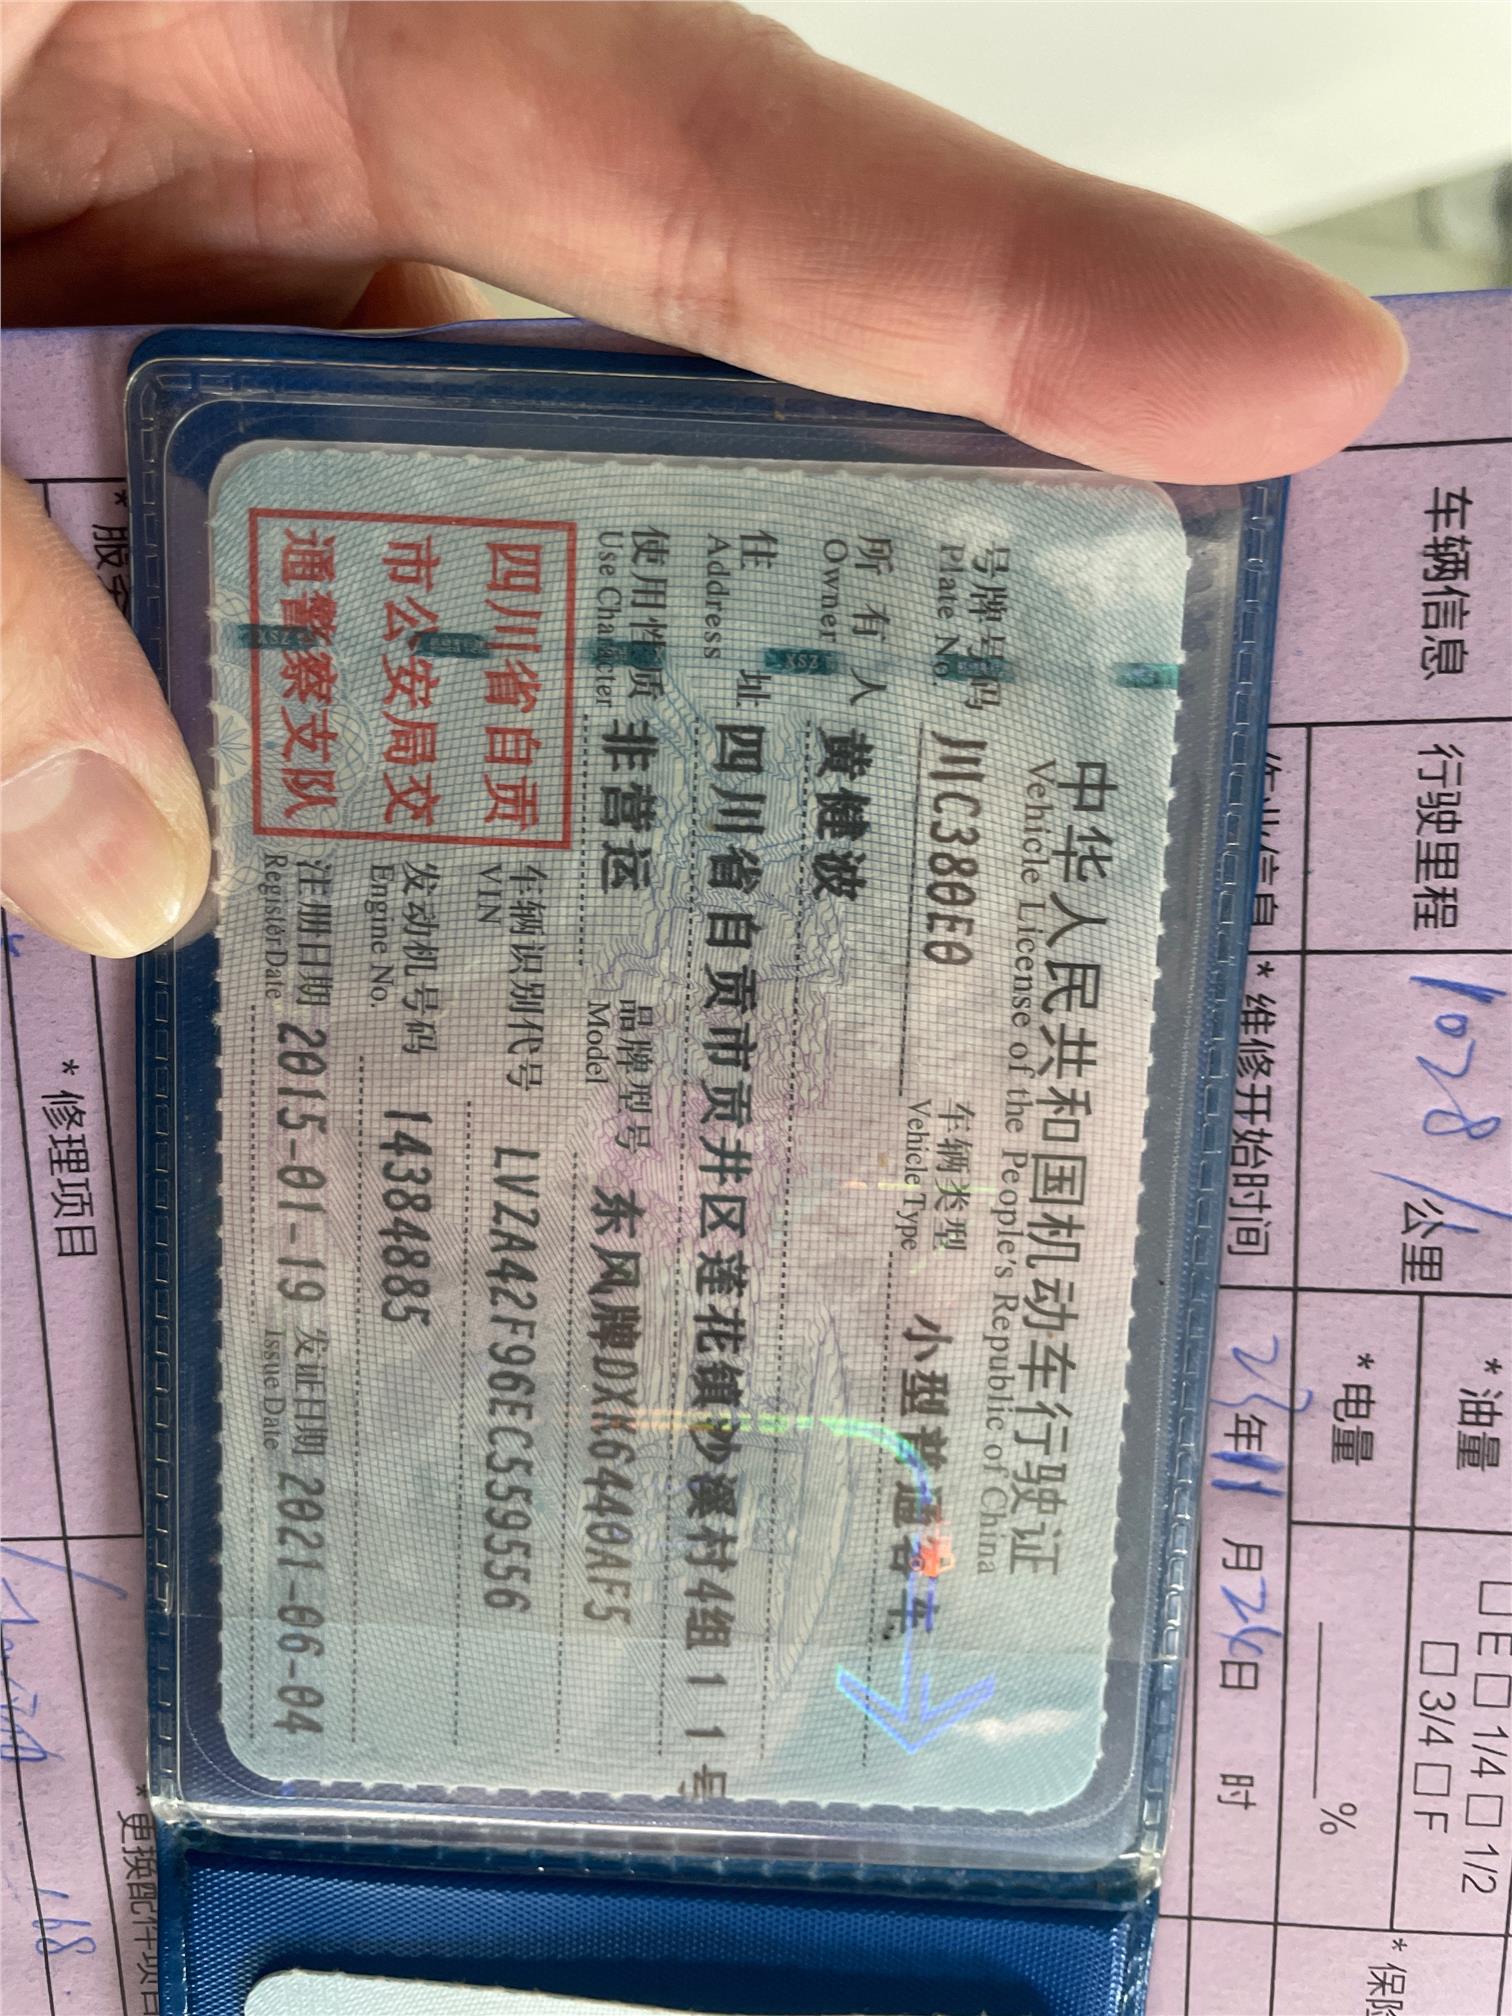 中华人民共和国机动车行驶证
Vehicle License of the People's Republic of China
号牌号码 川C380E0 车辆类型 小型普通客车
Plate No. Vehicle Type
所有人 黄健波
Owner
住址 四川省自贡市贡井区莲花镇沙溪村4组11号
Address
使用性质 非营运 品牌型号 东风牌DXK6440AF5
Use Character Model
四川省自贡
市公安局交
通警察支队
车辆识别代号 LVZA42F96EC559556
VIN
发动机号码 14384885
Engine No.
注册日期 2015-01-19 发证日期 2021-06-04
Register Date Issue Date
车辆信息 行驶里程 公里 *油量 □E□1/4□1/2
□3/4□F
*电量 %
*维修开始时间 年11月26日 时
*修理项目
168